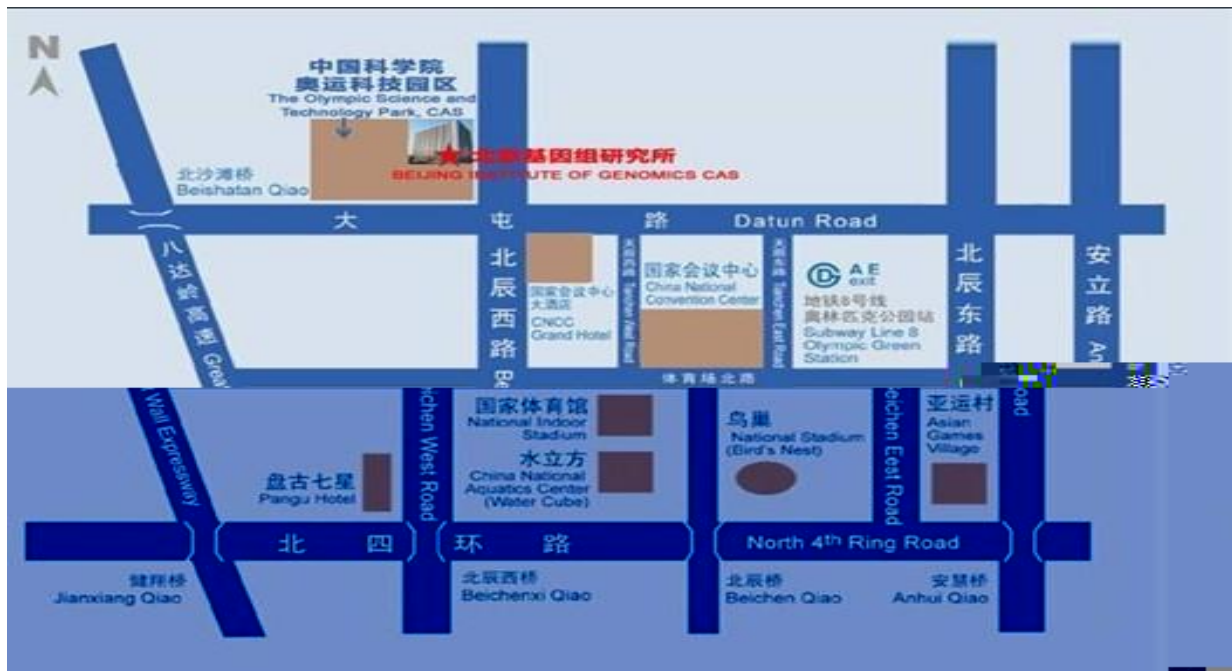 N
中国科学院
奥运科技园区
The Olympic Science and
Technology Park, CAS
基因组研究所
BEIJING OF GENOMICS CAS
北沙滩桥
Beishatan Qiao
大 屯 路 Datun Road
八达岭高速 Great Wall Expressway
北辰西路 Beichen West Road
国家会议中心
大酒店
CNCC
Grand Hotel
天辰西路 Tianchen West Road
国家会议中心
China National
Convention Center
天辰东路 Tianchen East Road
A E
exit
地铁8号线
奥林匹克公园站
Subway Line 8
Olympic Green
Station
北辰东路 Beichen East Road
安立路 Road
体育场北路
国家体育馆
National Indoor
Stadium
水立方
China National
Aquatics Center
(Water Cube)
盘古七星
Pangu Hotel
鸟巢
National Stadium
(Bird's Nest)
亚运村
Asian
Games
Village
北 四 环 路 North 4th Ring Road
健翔桥
Jianxiang Qiao
北辰西桥
Beichenxi Qiao
北辰桥
Beichen Qiao
安慧桥
Anhui Qiao